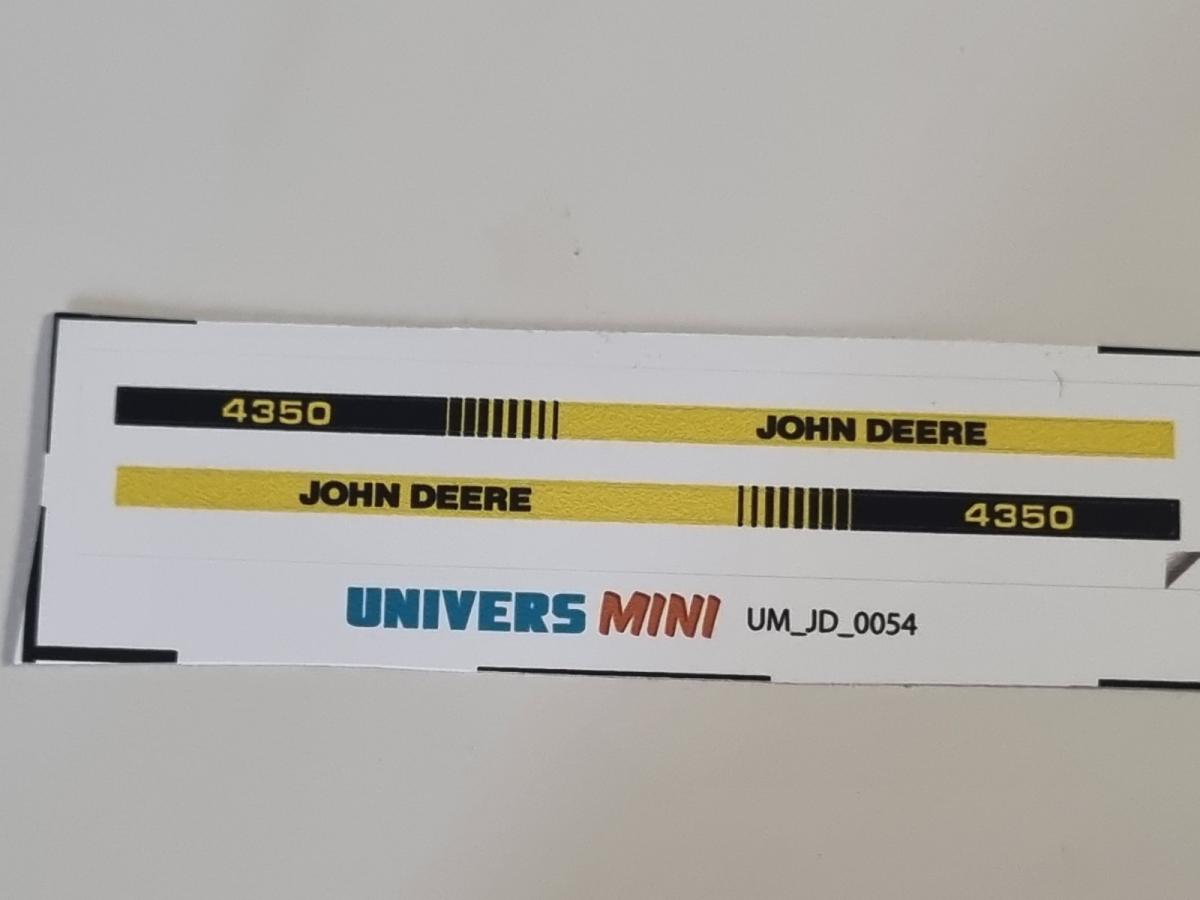 4350 JOHN DEERE
JOHN DEERE 4350
UNIVERS MINI UM_JD_0054